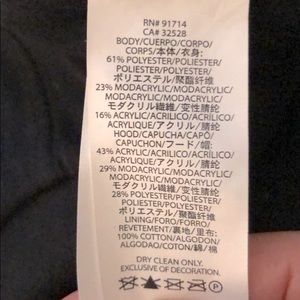 RN# 91714
CA# 32528
BODY/CUERPO/CORPO/
CORPS/本体/衣身:
61% POLYESTER/POLIESTER/
POLIESTER/POLYESTER/
ポリエステル/聚酯纤维
23% MODACRYLIC/MODACRYLIC/
MODACRYLIC/MODACRYLIC/
モダクリル繊維/变性腈纶
16% ACRYLIC/ACRILICO/ACRÍLICO/
ACRYLIQUE/アクリル/腈纶
HOOD/CAPUCHA/CAPÔ/
CAPUCHON/フード/帽:
43% ACRYLIC/ACRILICO/ACRÍLICO/
ACRYLIQUE/アクリル/腈纶
29% MODACRYLIC/MODACRYLIC/
MODACRYLIC/MODACRYLIC/
モダクリル繊維/变性腈纶
28% POLYESTER/POLIESTER/
POLIESTER/POLYESTER/
ポリエステル/聚酯纤维
LINING/FORO/FORRO/
REVETEMENT/裏地/里布:
100% COTTON/ALGODON/
ALGODAO/COTON/綿/棉
DRY CLEAN ONLY.
EXCLUSIVE OF DECORATION.